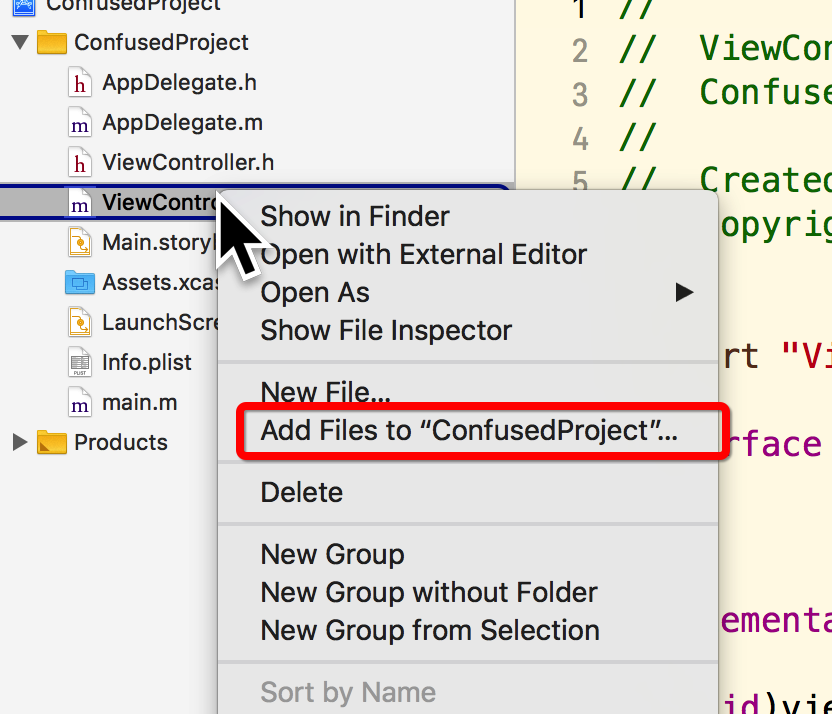 ConfusedProject
ConfusedProject
h AppDelegate.h
m AppDelegate.m
h ViewController.h
m ViewContro
Main.story
Assets.xcas
LaunchScre
PLIST Info.plist
m main.m
Products
Show in Finder
Open with External Editor
Open As
Show File Inspector
New File...
Add Files to “ConfusedProject”...
Delete
New Group
New Group without Folder
New Group from Selection
Sort by Name
1 //
2 // ViewCon
3 // Confuse
4 //
5 // Created
opyrig
rt "Vi
rface
ementa
id)vie